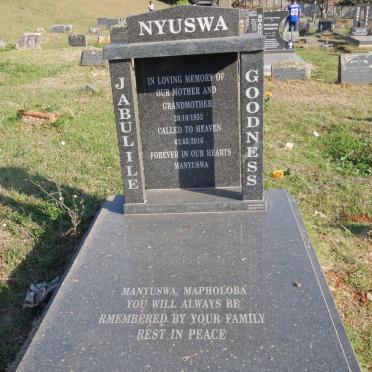 NYUSWA
JABULILE
IN LOVING MEMORY OF
OUR MOTHER AND
GRANDMOTHER
20/10/1953
CALLED TO HEAVEN
02/05/2016
FOREVER IN OUR HEARTS
MANYUSWA
GOODNESS
MANYUSWA, MAPHOLOBA
YOU WILL ALWAYS BE
RMEMBERED BY YOUR FAMILY
REST IN PEACE